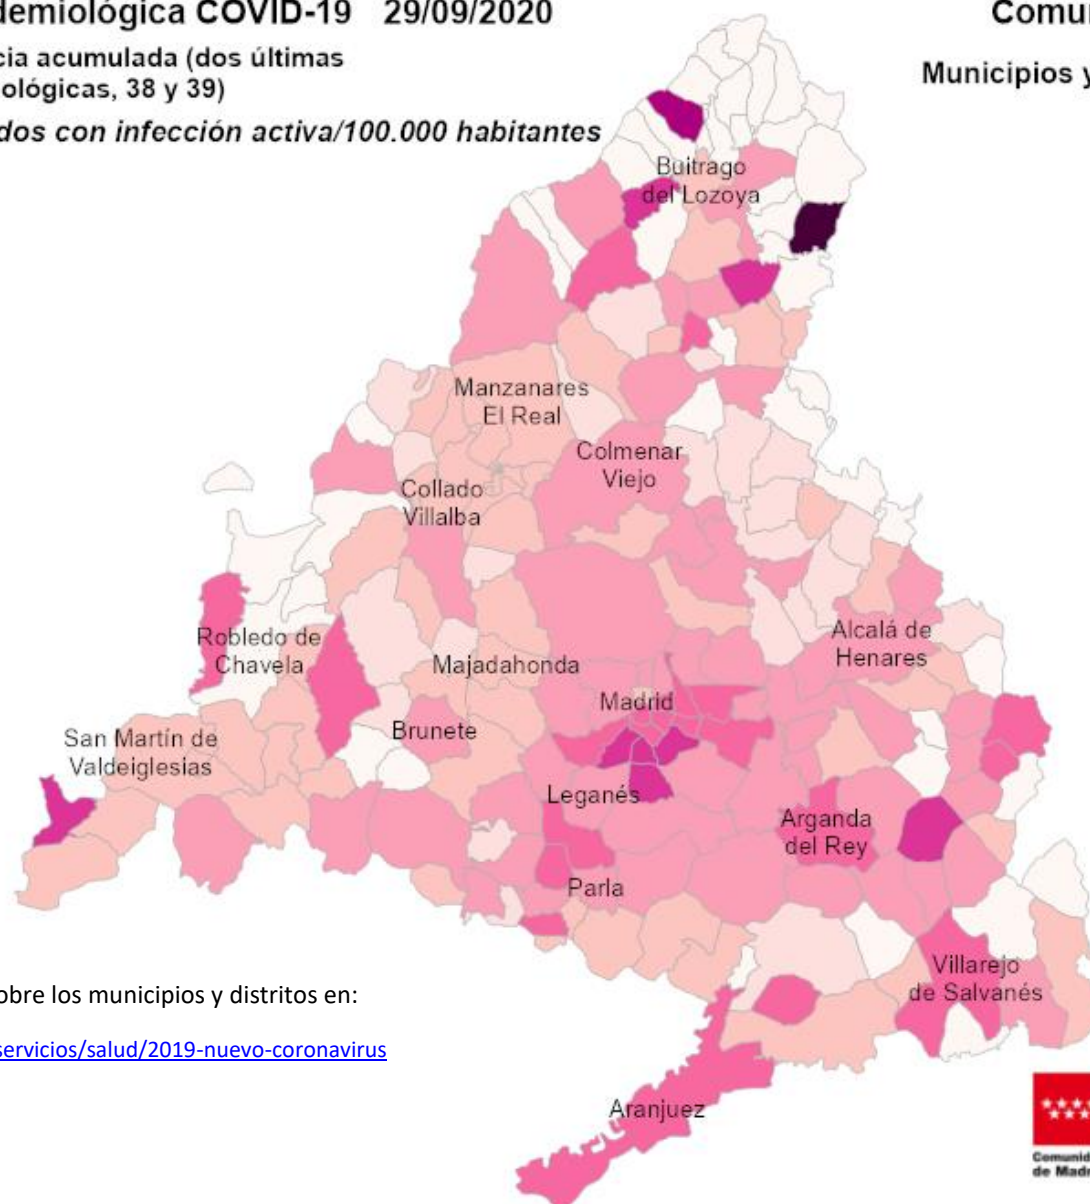 demiológica COVID-19 29/09/2020
Comu
cia acumulada (dos últimas
ológicas, 38 y 39)
Municipios y
dos con infección activa/100.000 habitantes
Buitrago
del Lozoya
Manzanares
El Real
Colmenar
Viejo
Collado
Villalba
Robledo de
Chavela
Majadahonda
Alcalá de
Henares
Madrid
San Martín de
Valdeiglesias
Brunete
Leganés
Arganda
del Rey
Parla
Villarejo
de Salvanés
obre los municipios y distritos en:
servicios/salud/2019-nuevo-coronavirus
Aranjuez
Comunid
de Madr